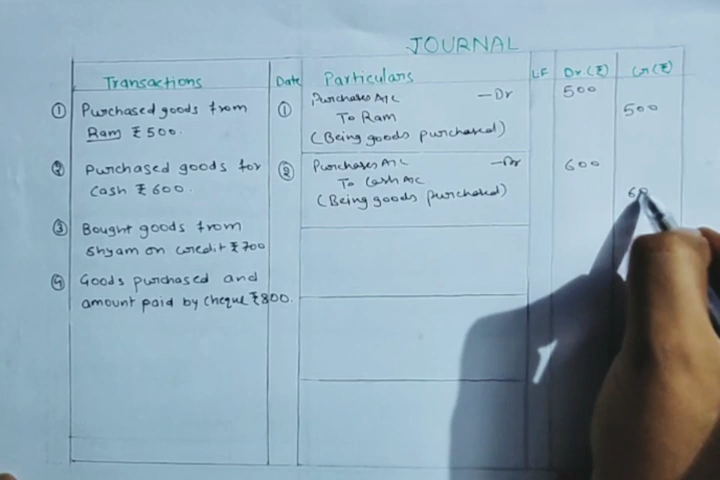 JOURNAL
Transactions Date Particulars LF Dr.(₹) Cr(₹)
① Purchased goods from
Ram ₹500.
① Purchases A/c —Dr 500
To Ram 500
(Being goods purchased)
② Purchased goods for
Cash ₹600.
② Purchases A/c —Dr 600
To Cash A/c
(Being goods purchased)
③ Bought goods from
Shyam on credit ₹700
④ Goods purchased and
amount paid by cheque ₹800.